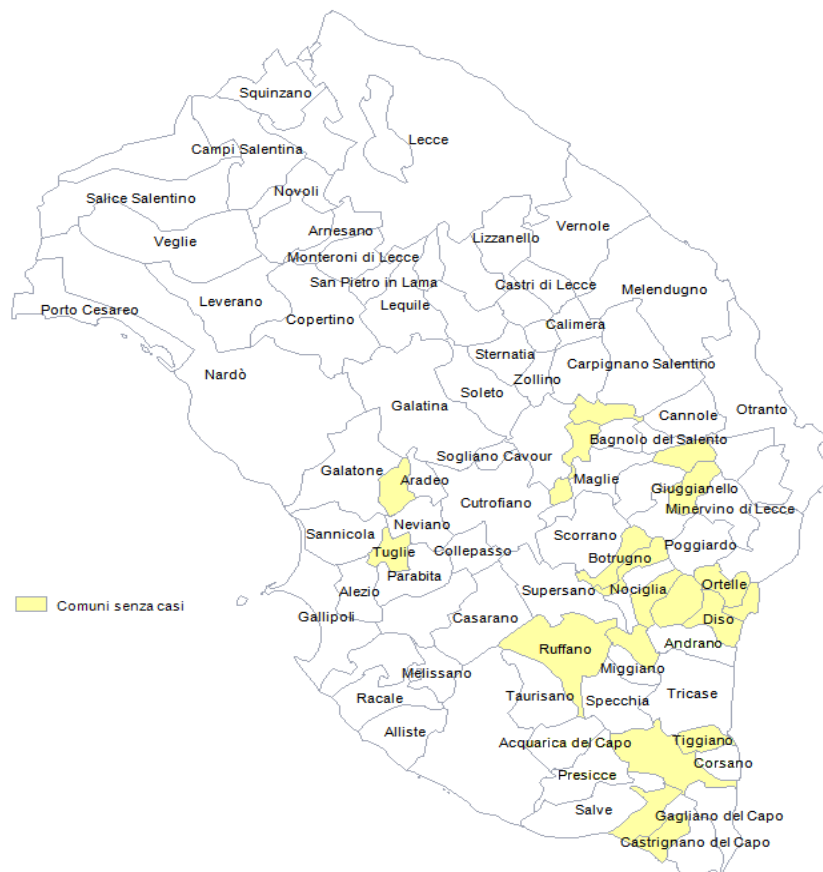 Squinzano
Lecce
Campi Salentina
Novoli
Salice Salentino
Vernole
Arnesano
Lizzanello
Veglie
Monteroni di Lecce
San Pietro in Lama
Castri di Lecce
Melendugno
Leverano
Lequile
Porto Cesareo
Copertino
Calimera
Sternatia
Carpignano Salentino
Nardò
Zollino
Soleto
Galatina
Otranto
Cannole
Bagnolo del Salento
Sogliano Cavour
Galatone
Aradeo
Maglie
Giuggianello
Cutrofiano
Minervino di Lecce
Neviano
Sannicola
Scorrano
Poggiardo
Tuglie
Collepasso
Botrugno
Parabita
Ortelle
Alezio
Supersano
Nociglia
Comuni senza casi
Gallipoli
Casarano
Diso
Andrano
Ruffano
Miggiano
Melissano
Tricase
Racale
Taurisano
Specchia
Alliste
Acquarica del Capo
Tiggiano
Corsano
Presicce
Salve
Gagliano del Capo
Castrignano del Capo